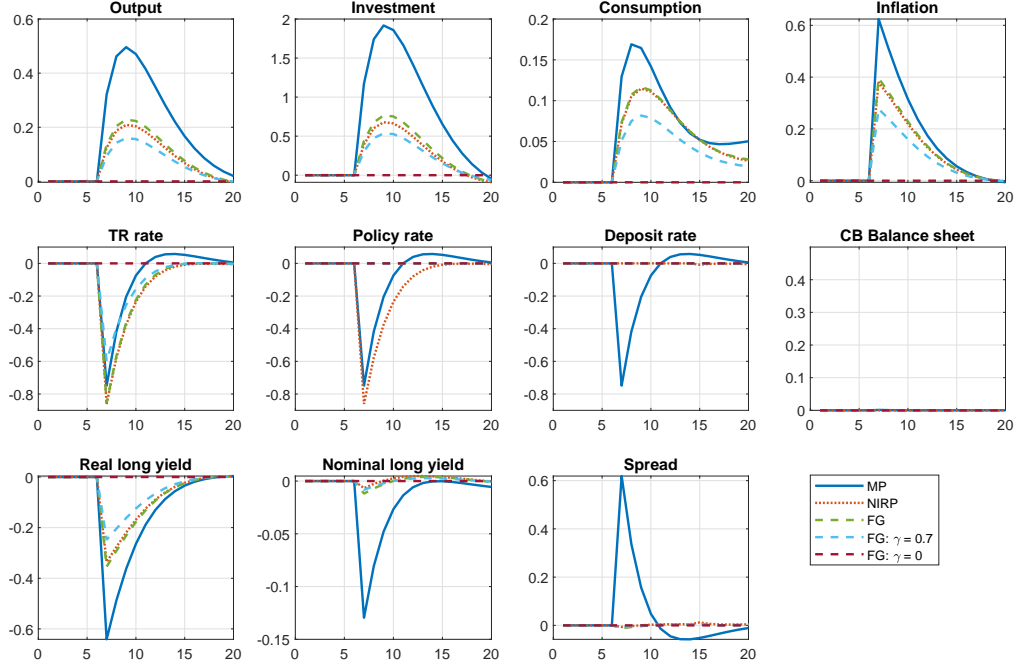 Output
Investment
Consumption
Inflation
0.6
0.4
0.2
0
0 5 10 15 20
2
1.5
1
0.5
0
0 5 10 15 20
0.2
0.15
0.1
0.05
0
0 5 10 15 20
0.6
0.4
0.2
0
0 5 10 15 20
TR rate
Policy rate
Deposit rate
CB Balance sheet
0
-0.2
-0.4
-0.6
-0.8
0 5 10 15 20
0
-0.2
-0.4
-0.6
-0.8
0 5 10 15 20
0
-0.2
-0.4
-0.6
-0.8
0 5 10 15 20
0.4
0.3
0.2
0.1
0
0 5 10 15 20
Real long yield
Nominal long yield
Spread
0
-0.2
-0.4
-0.6
0 5 10 15 20
0
-0.05
-0.1
-0.15
0 5 10 15 20
0.6
0.4
0.2
0
0 5 10 15 20
MP
NIRP
FG
FG: γ = 0.7
FG: γ = 0